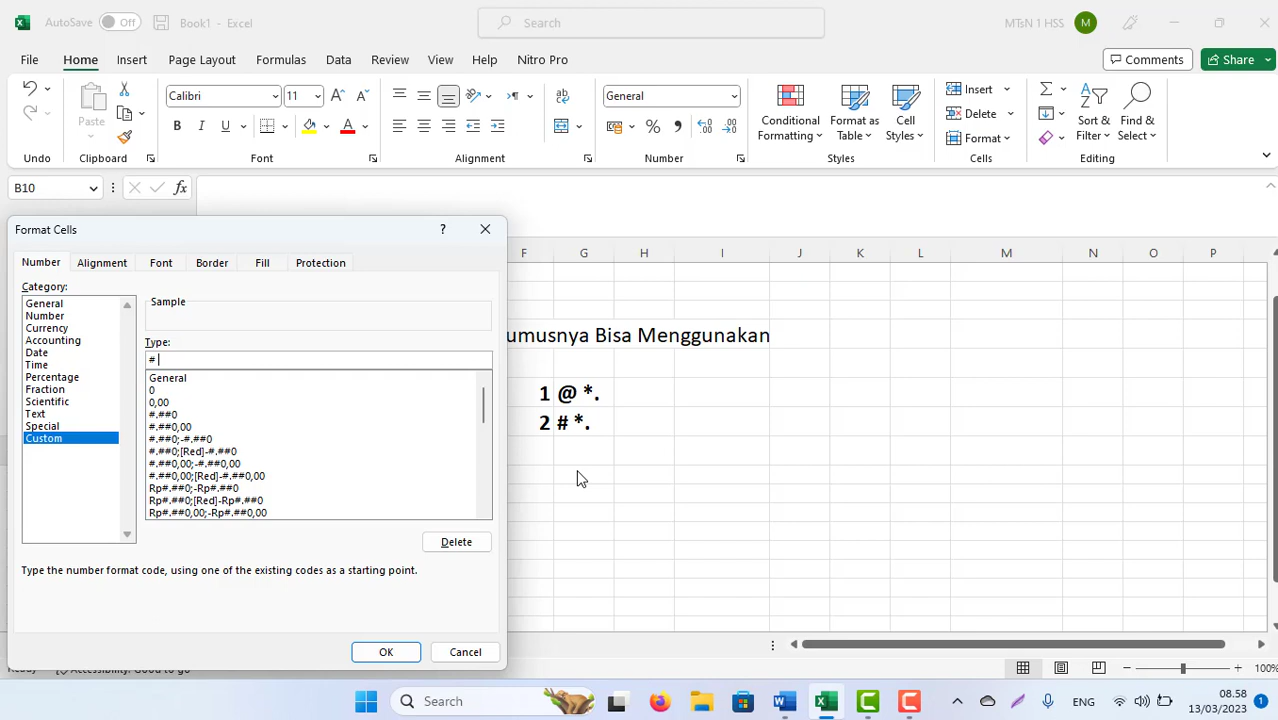 AutoSave Off Book1 - Excel Search MTsN 1 HSS M
File Home Insert Page Layout Formulas Data Review View Help Nitro Pro Comments Share
Paste Calibri 11 General Conditional Formatting Format as Table Cell Styles Insert Delete Format Sort & Filter Find & Select
B I U
Undo Clipboard Font Alignment Number Styles Cells Editing
B10 fx
Format Cells ?
Number Alignment Font Border Fill Protection
F G H I J K L M N O P
Category:
General
Number
Currency
Accounting
Date
Time
Percentage
Fraction
Scientific
Text
Special
Custom
Sample
Type:
#
General
0
0,00
#.##0
#.##0,00
#.##0;-#.##0
#.##0;[Red]-#.##0
#.##0,00;-#.##0,00
#.##0,00;[Red]-#.##0,00
Rp#.##0;-Rp#.##0
Rp#.##0;[Red]-Rp#.##0
Rp#.##0,00;-Rp#.##0,00
Delete
Type the number format code, using one of the existing codes as a starting point.
OK Cancel
umusnya Bisa Menggunakan
1 @ *.
2 # *.
100%
Search ENG 08.58
13/03/2023 1